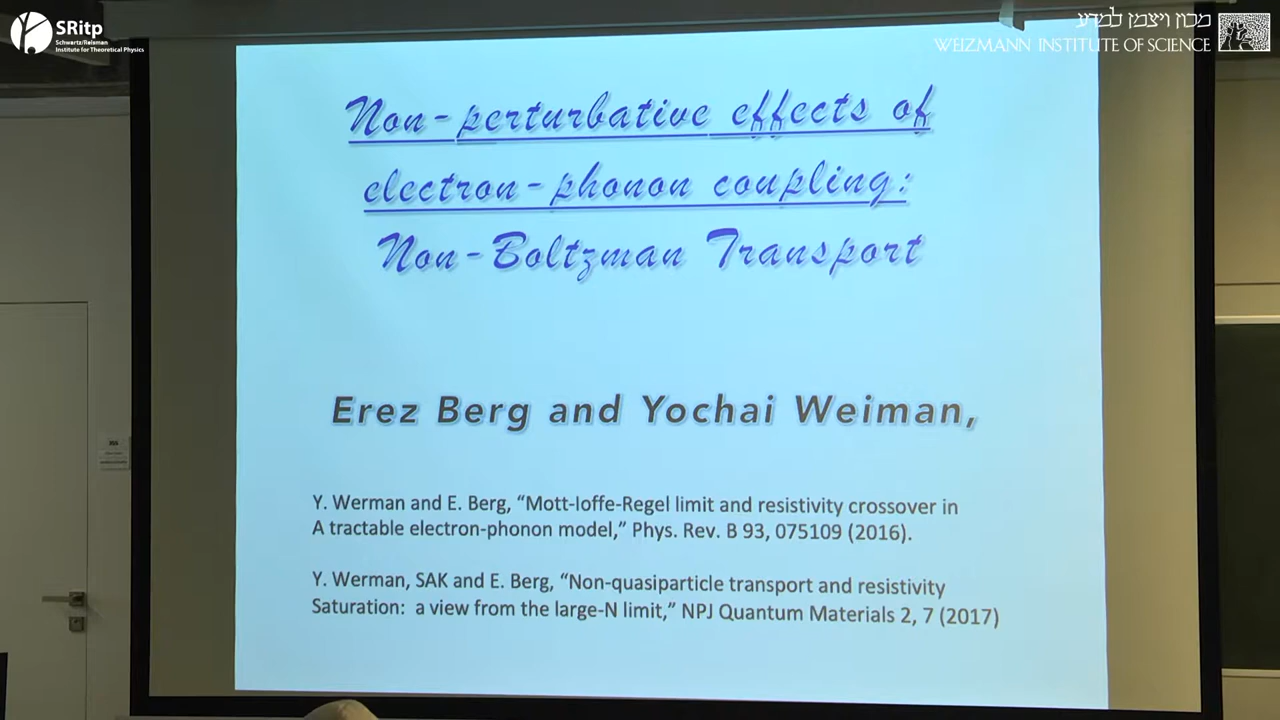 SRitp
Schwartz/Reisman
Institute for Theoretical Physics
מכון ויצמן למדע
WEIZMANN INSTITUTE OF SCIENCE
Non-perturbative effects of
electron-phonon coupling:
Non-Boltzman Transport
Erez Berg and Yochai Weiman,
Y. Werman and E. Berg, “Mott-Ioffe-Regel limit and resistivity crossover in
A tractable electron-phonon model,” Phys. Rev. B 93, 075109 (2016).
Y. Werman, SAK and E. Berg, “Non-quasiparticle transport and resistivity
Saturation: a view from the large-N limit,” NPJ Quantum Materials 2, 7 (2017)